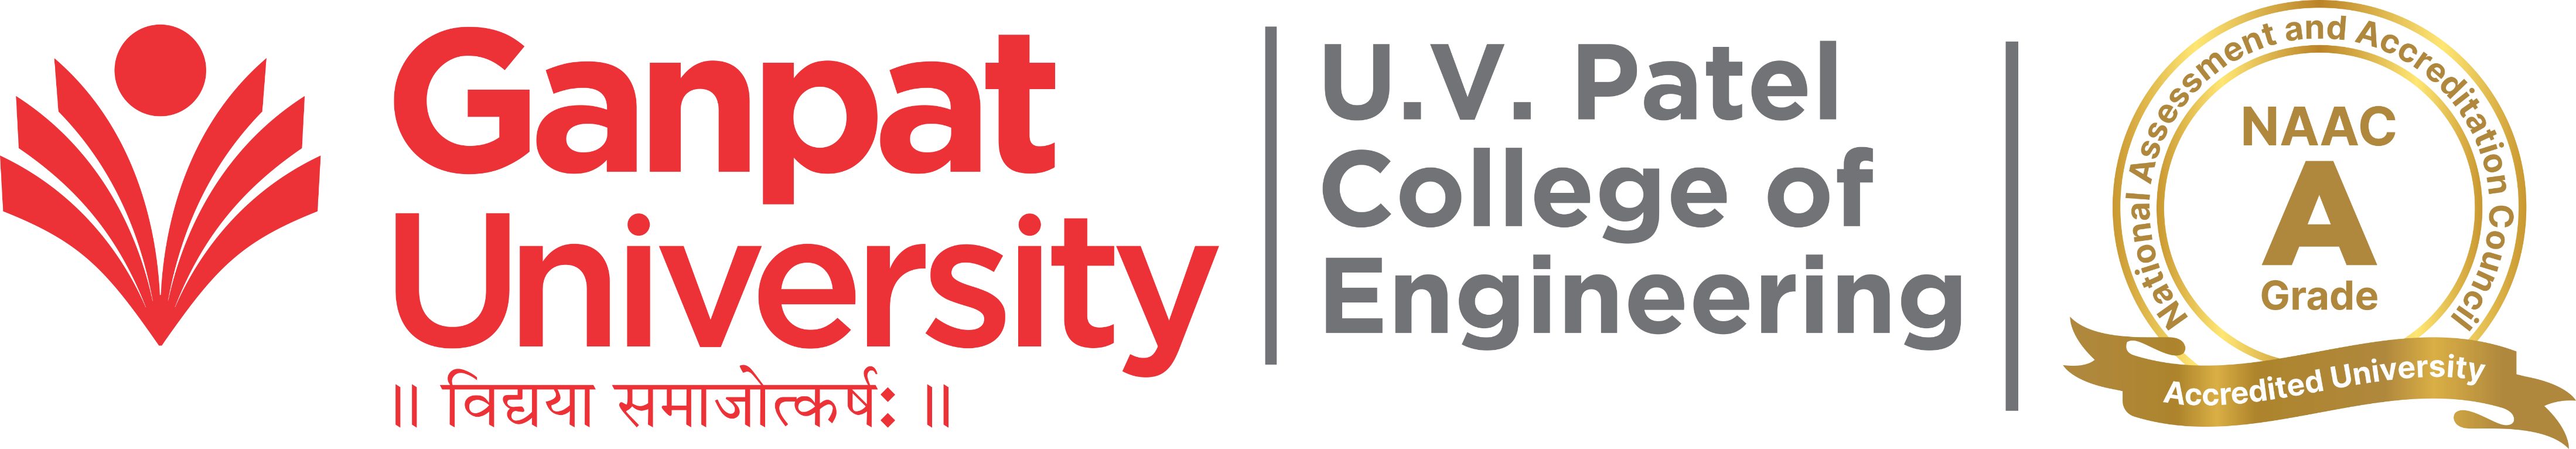 Ganpat
University
॥ विद्यया समाजोत्कर्षः ॥
U.V. Patel
College of
Engineering
National Assessment and Accreditation Council
NAAC
A
Grade
Accredited University